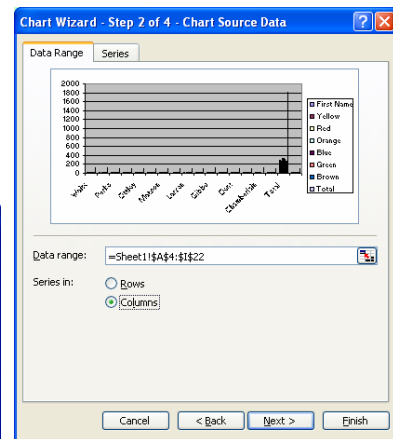 Chart Wizard - Step 2 of 4 - Chart Source Data
Data Range Series
2000
1800
1600
1400
1200
1000
800
600
400
200
0
Perks
Gibbs
Total
First Name
Yellow
Red
Orange
Blue
Green
Brown
Total
Data range: =Sheet1!$A$4:$I$22
Series in: Rows
Columns
Cancel < Back Next > Finish